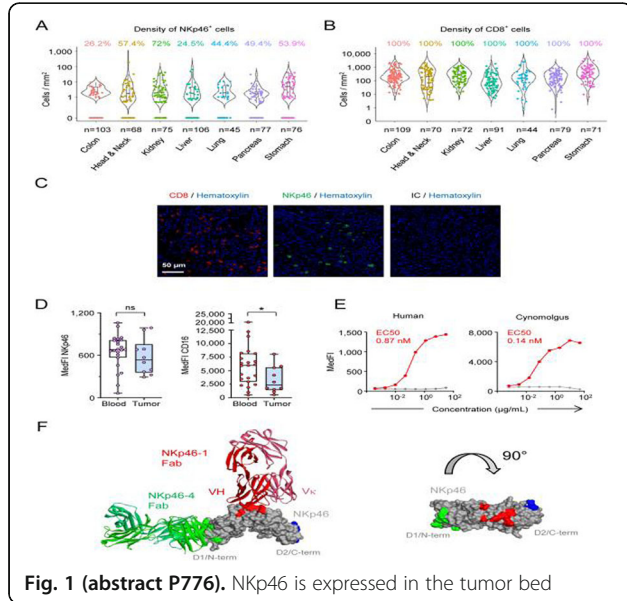 A
Density of NKp46⁺ cells
26.2% 57.4% 72% 24.5% 44.4% 49.4% 53.9%
Cells / mm²
1,000
100
10
1
0
n=103 n=68 n=75 n=106 n=45 n=77 n=76
Colon Head & Neck Kidney Liver Lung Pancreas Stomach
B
Density of CD8⁺ cells
100% 100% 100% 100% 100% 100% 100%
Cells / mm²
10,000
1,000
100
10
1
0
n=109 n=70 n=72 n=91 n=44 n=79 n=71
Colon Head & Neck Kidney Liver Lung Pancreas Stomach
C
CD8 / Hematoxylin NKp46 / Hematoxylin IC / Hematoxylin
50 µm
D
ns
MedFI NKp46
1,200
600
0
Blood Tumor
*
MedFI CD16
25,000
20,000
15,000
12,500
10,000
7,500
5,000
2,500
0
Blood Tumor
E
Human
EC50
0.87 nM
MedFI
1,500
1,000
500
0
10⁻² 10⁰ 10²
Cynomolgus
EC50
0.14 nM
9,000
6,000
3,000
0
10⁻² 10⁰ 10²
Concentration (µg/mL)
F
NKp46-1
Fab
NKp46-4
Fab
VH
Vκ
NKp46
D1/N-term
D2/C-term
90°
NKp46
D1/N-term
D2/C-term
Fig. 1 (abstract P776). NKp46 is expressed in the tumor bed